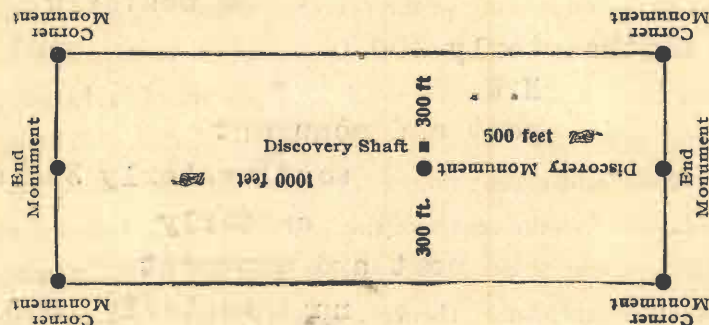 Corner
Monument
Corner
Monument
300 ft
500 feet
Discovery Shaft
End
Monument
Discovery Monument
End
Monument
1000 feet
300 ft.
Corner
Monument
Corner
Monument